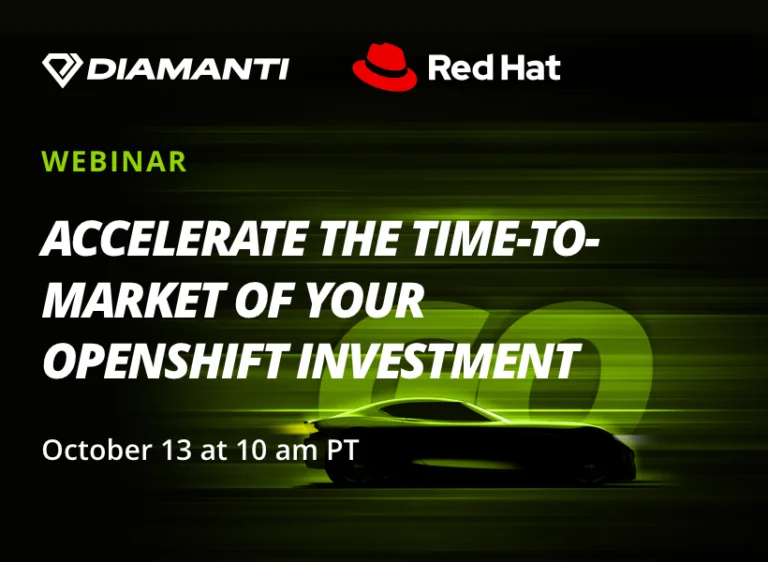 DIAMANTI
Red Hat
WEBINAR
ACCELERATE THE TIME-TO-
MARKET OF YOUR
OPENSHIFT INVESTMENT
GO
October 13 at 10 am PT